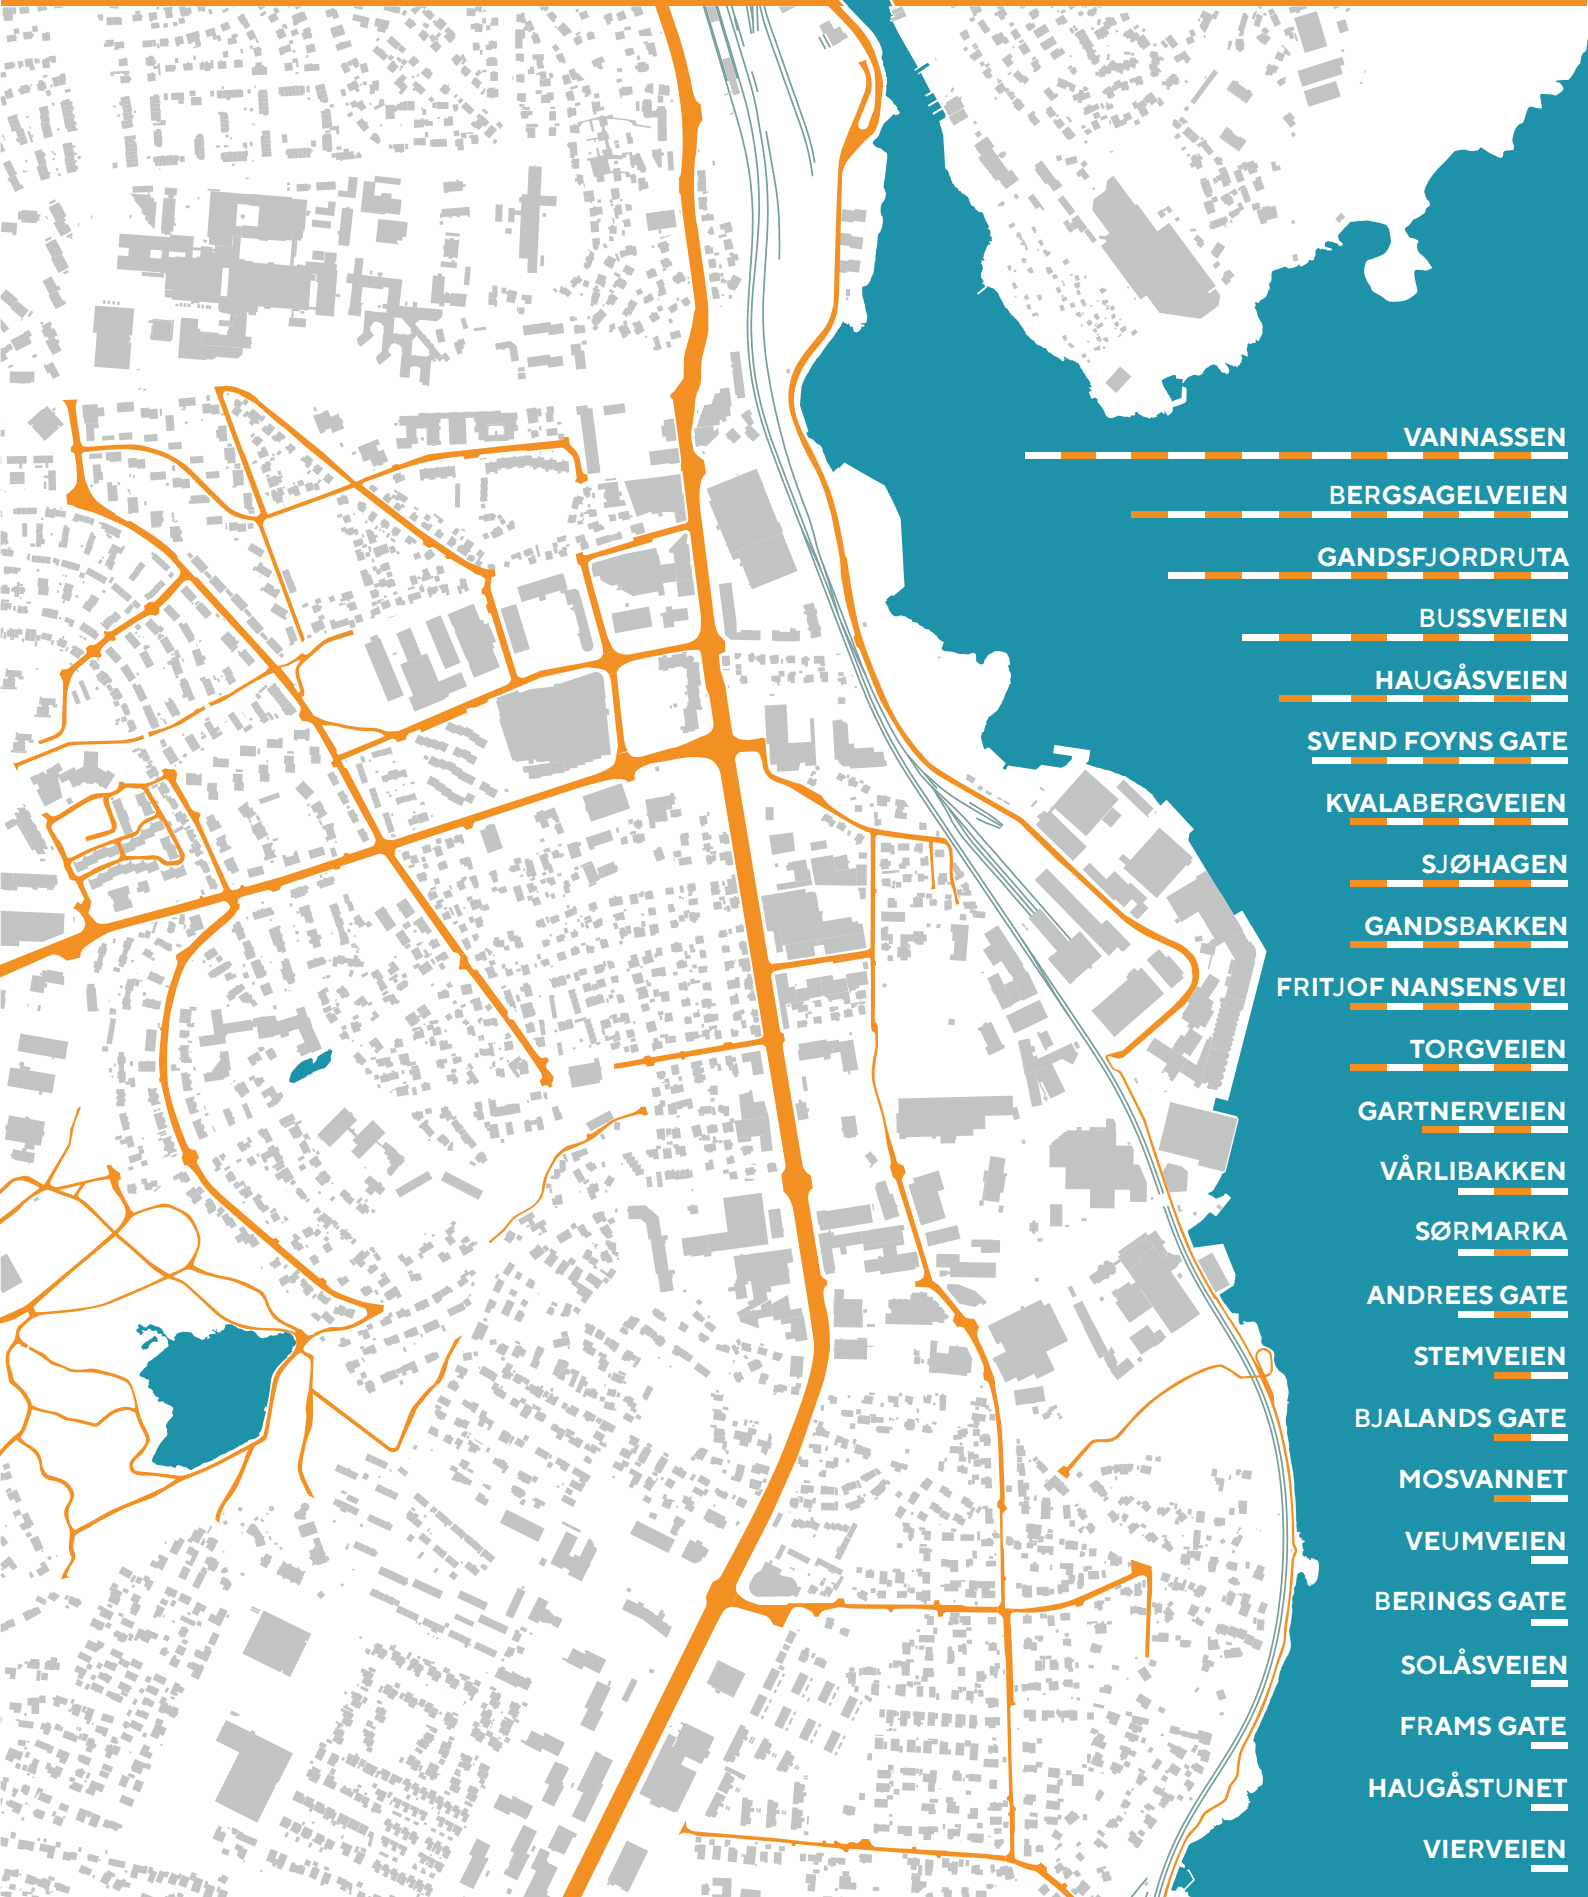 VANNASSEN
BERGSAGELVEIEN
GANDSFJORDRUTA
BUSSVEIEN
HAUGÅSVEIEN
SVEND FOYNS GATE
KVALABERGVEIEN
SJØHAGEN
GANDSBAKKEN
FRITJOF NANSENS VEI
TORGVEIEN
GARTNERVEIEN
VÅRLIBAKKEN
SØRMARKA
ANDREES GATE
STEMVEIEN
BJALANDS GATE
MOSVANNET
VEUMVEIEN
BERINGS GATE
SOLÅSVEIEN
FRAMS GATE
HAUGÅSTUNET
VIERVEIEN